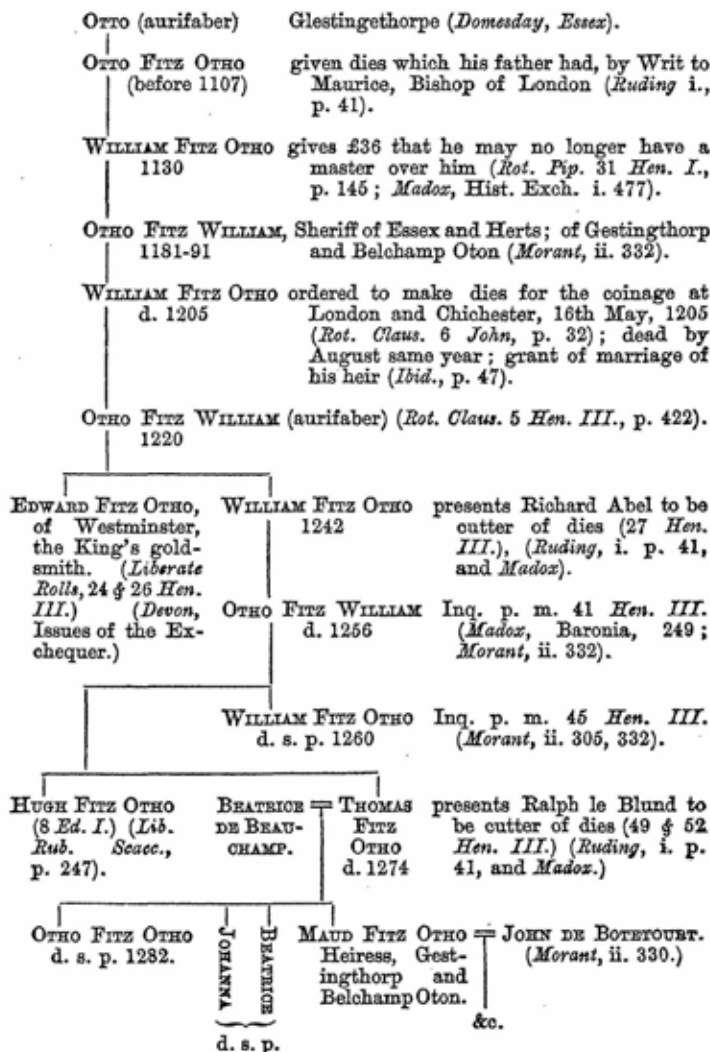 OTTO (aurifaber) Glestingethorpe (Domesday, Essex).
OTTO FITZ OTHO given dies which his father had, by Writ to
(before 1107) Maurice, Bishop of London (Ruding i.,
p. 41).
WILLIAM FITZ OTHO gives £36 that he may no longer have a
1130 master over him (Rot. Pip. 31 Hen. I.,
p. 145; Madox, Hist. Exch. i. 477).
OTHO FITZ WILLIAM, Sheriff of Essex and Herts; of Gestingthorp
1181-91 and Belchamp Oton (Morant, ii. 332).
WILLIAM FITZ OTHO ordered to make dies for the coinage at
d. 1205 London and Chichester, 16th May, 1205
(Rot. Claus. 6 John, p. 32); dead by
August same year; grant of marriage of
his heir (Ibid., p. 47).
OTHO FITZ WILLIAM (aurifaber) (Rot. Claus. 5 Hen. III., p. 422).
1220
EDWARD FITZ OTHO,
of Westminster,
the King's gold-
smith. (Liberate
Rolls, 24 & 26 Hen.
III.) (Devon,
Issues of the Ex-
chequer.)
WILLIAM FITZ OTHO presents Richard Abel to be
1242 cutter of dies (27 Hen.
III.), (Ruding, i. p. 41,
and Madox).
OTHO FITZ WILLIAM Inq. p. m. 41 Hen. III.
d. 1256 (Madox, Baronia, 249;
Morant, ii. 332).
WILLIAM FITZ OTHO Inq. p. m. 45 Hen. III.
d. s. p. 1260 (Morant, ii. 305, 332).
HUGH FITZ OTHO
(8 Ed. I.) (Lib.
Rub. Scacc.,
p. 247).
BEATRICE
DE BEAU-
CHAMP.
THOMAS
FITZ
OTHO
d. 1274
presents Ralph le Blund to
be cutter of dies (49 & 52
Hen. III.) (Ruding, i. p.
41, and Madox.)
OTHO FITZ OTHO
d. s. p. 1282.
JOHANNA
BEATRICE
d. s. p.
MAUD FITZ OTHO
Heiress, Gest-
ingthorp and
Belchamp Oton.
JOHN DE BOTETOURT.
(Morant, ii. 330.)
&c.